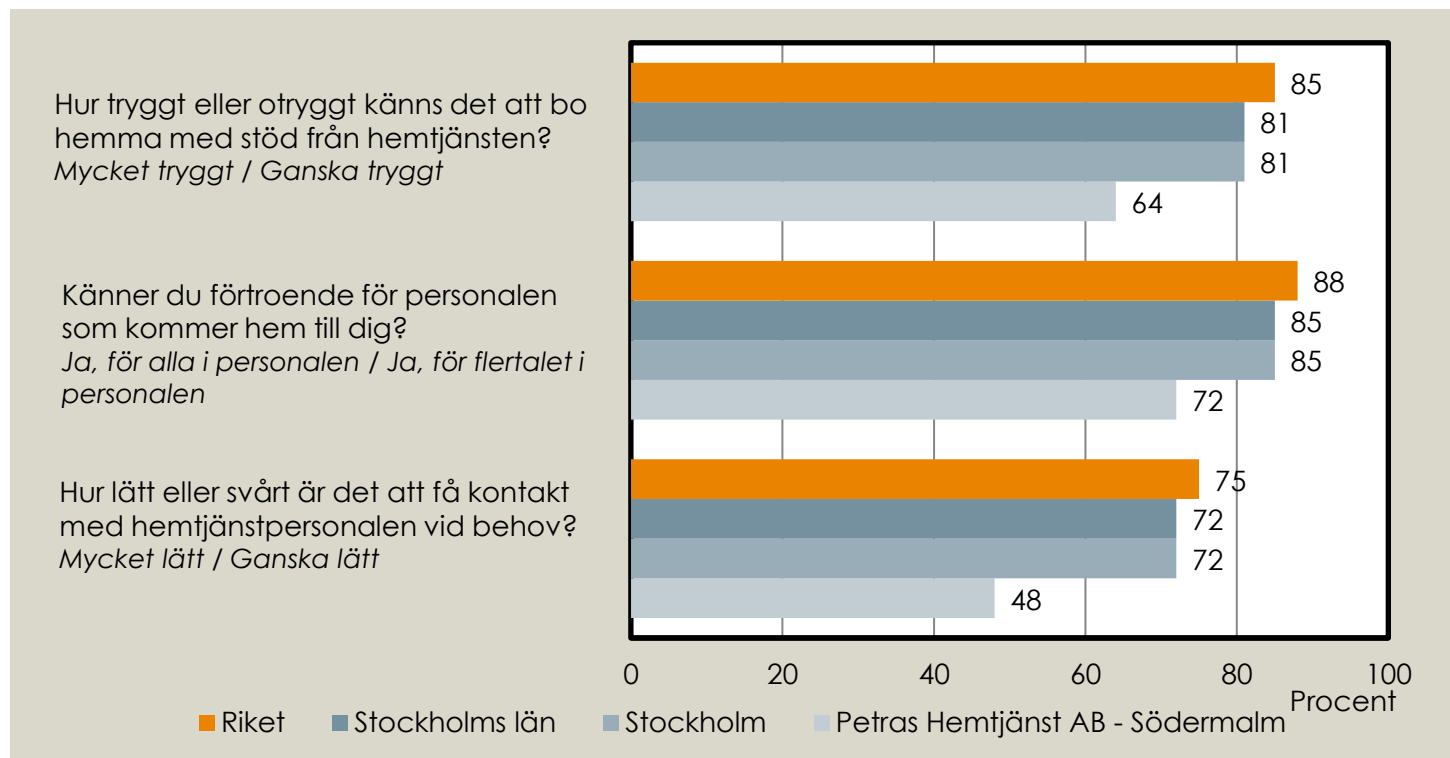 Hur tryggt eller otryggt känns det att bo
hemma med stöd från hemtjänsten?
Mycket tryggt / Ganska tryggt
85
81
81
64
Känner du förtroende för personalen
som kommer hem till dig?
Ja, för alla i personalen / Ja, för flertalet i
personalen
88
85
85
72
Hur lätt eller svårt är det att få kontakt
med hemtjänstpersonalen vid behov?
Mycket lätt / Ganska lätt
75
72
72
48
0 20 40 60 80 100
Procent
Riket Stockholms län Stockholm Petras Hemtjänst AB - Södermalm